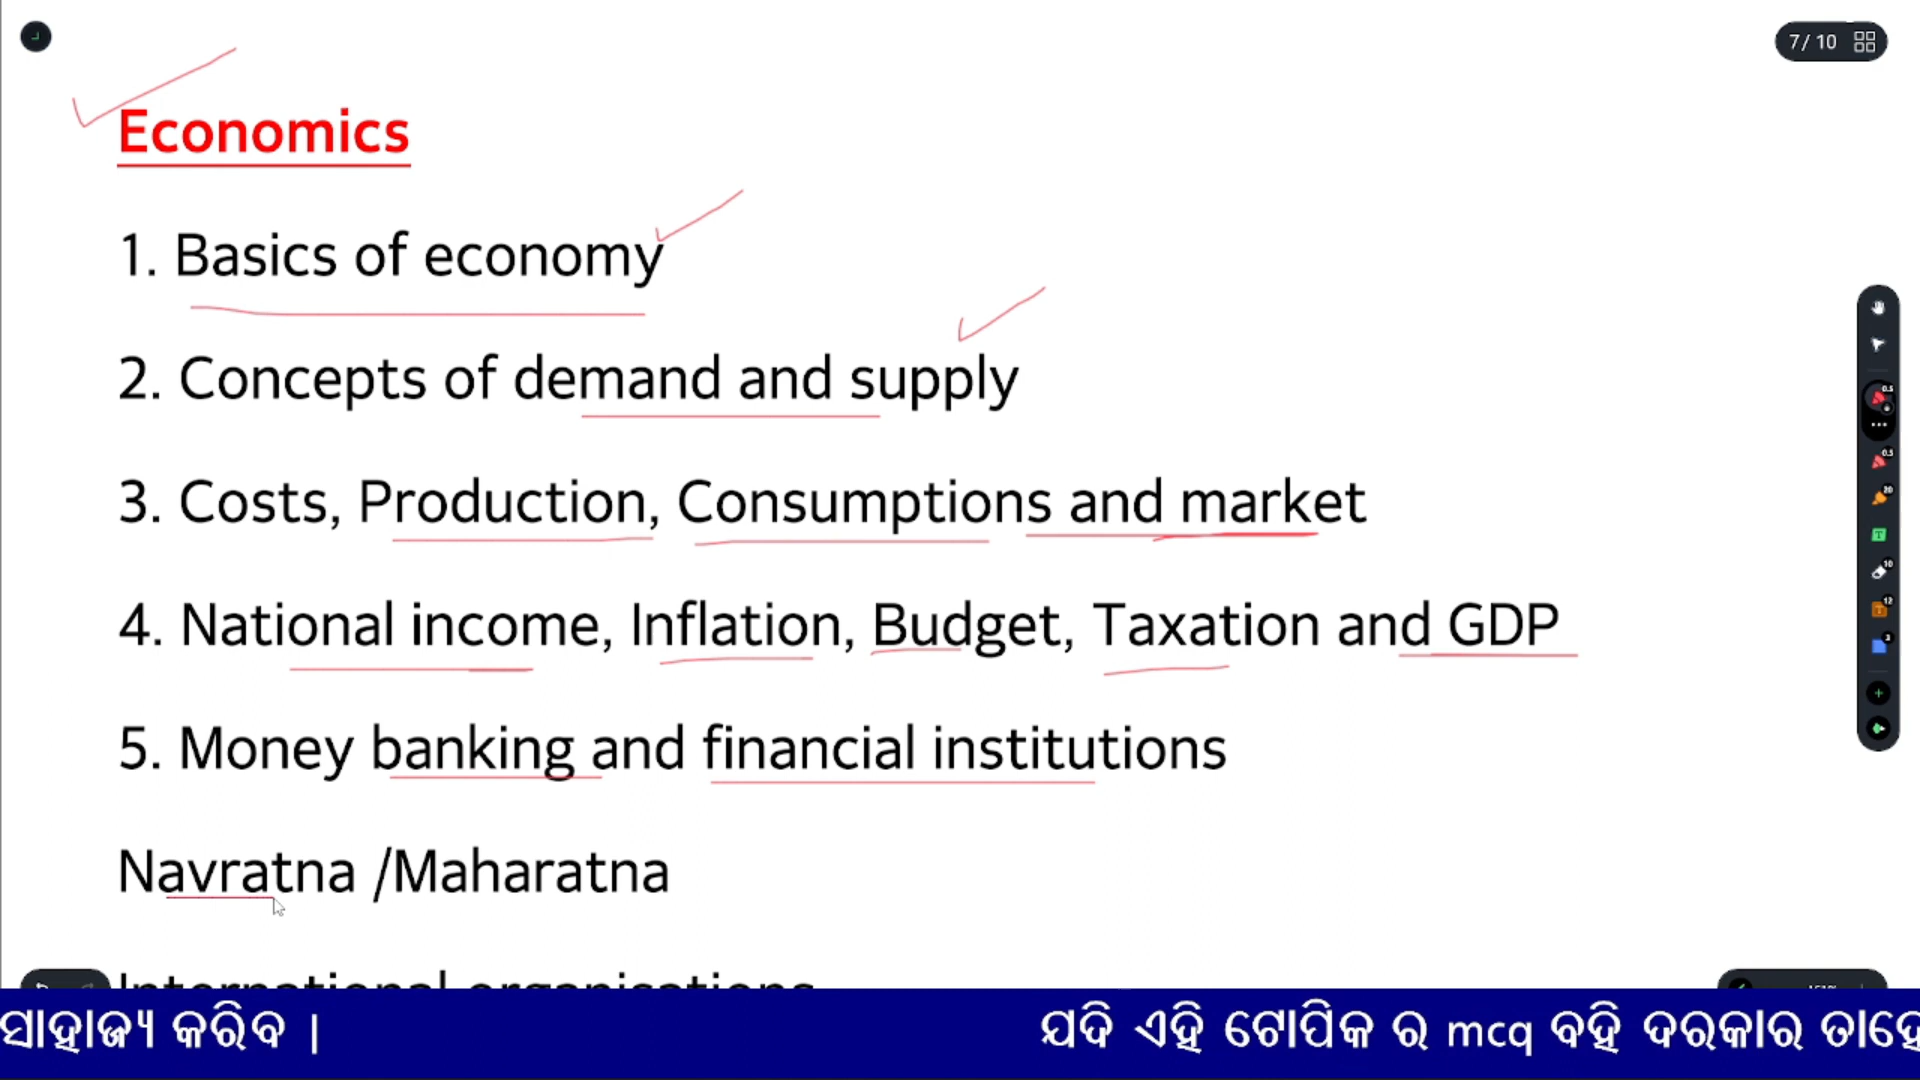 7/ 10
Economics
1. Basics of economy
2. Concepts of demand and supply
3. Costs, Production, Consumptions and market
4. National income, Inflation, Budget, Taxation and GDP
5. Money banking and financial institutions
Navratna /Maharatna
International organisations
ସାହାଜ୍ୟ କରିବ | ଯଦି ଏହି ଟୋପିକ ର mcq ବହି ଦରକାର ତାହେ